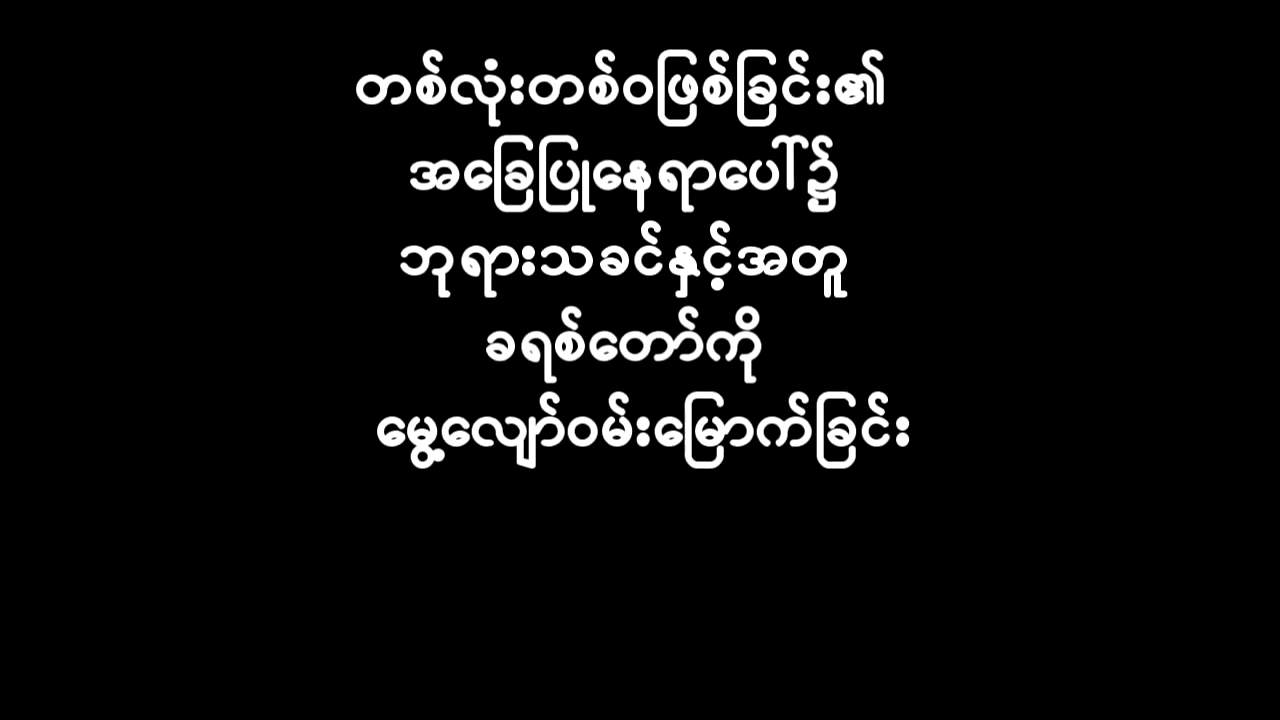 တစ်လုံးတစ်ဝဖြစ်ခြင်း၏
အခြေပြုနေရာပေါ်၌
ဘုရားသခင်နှင့်အတူ
ခရစ်တော်ကို
မွေ့လျော်ဝမ်းမြောက်ခြင်း